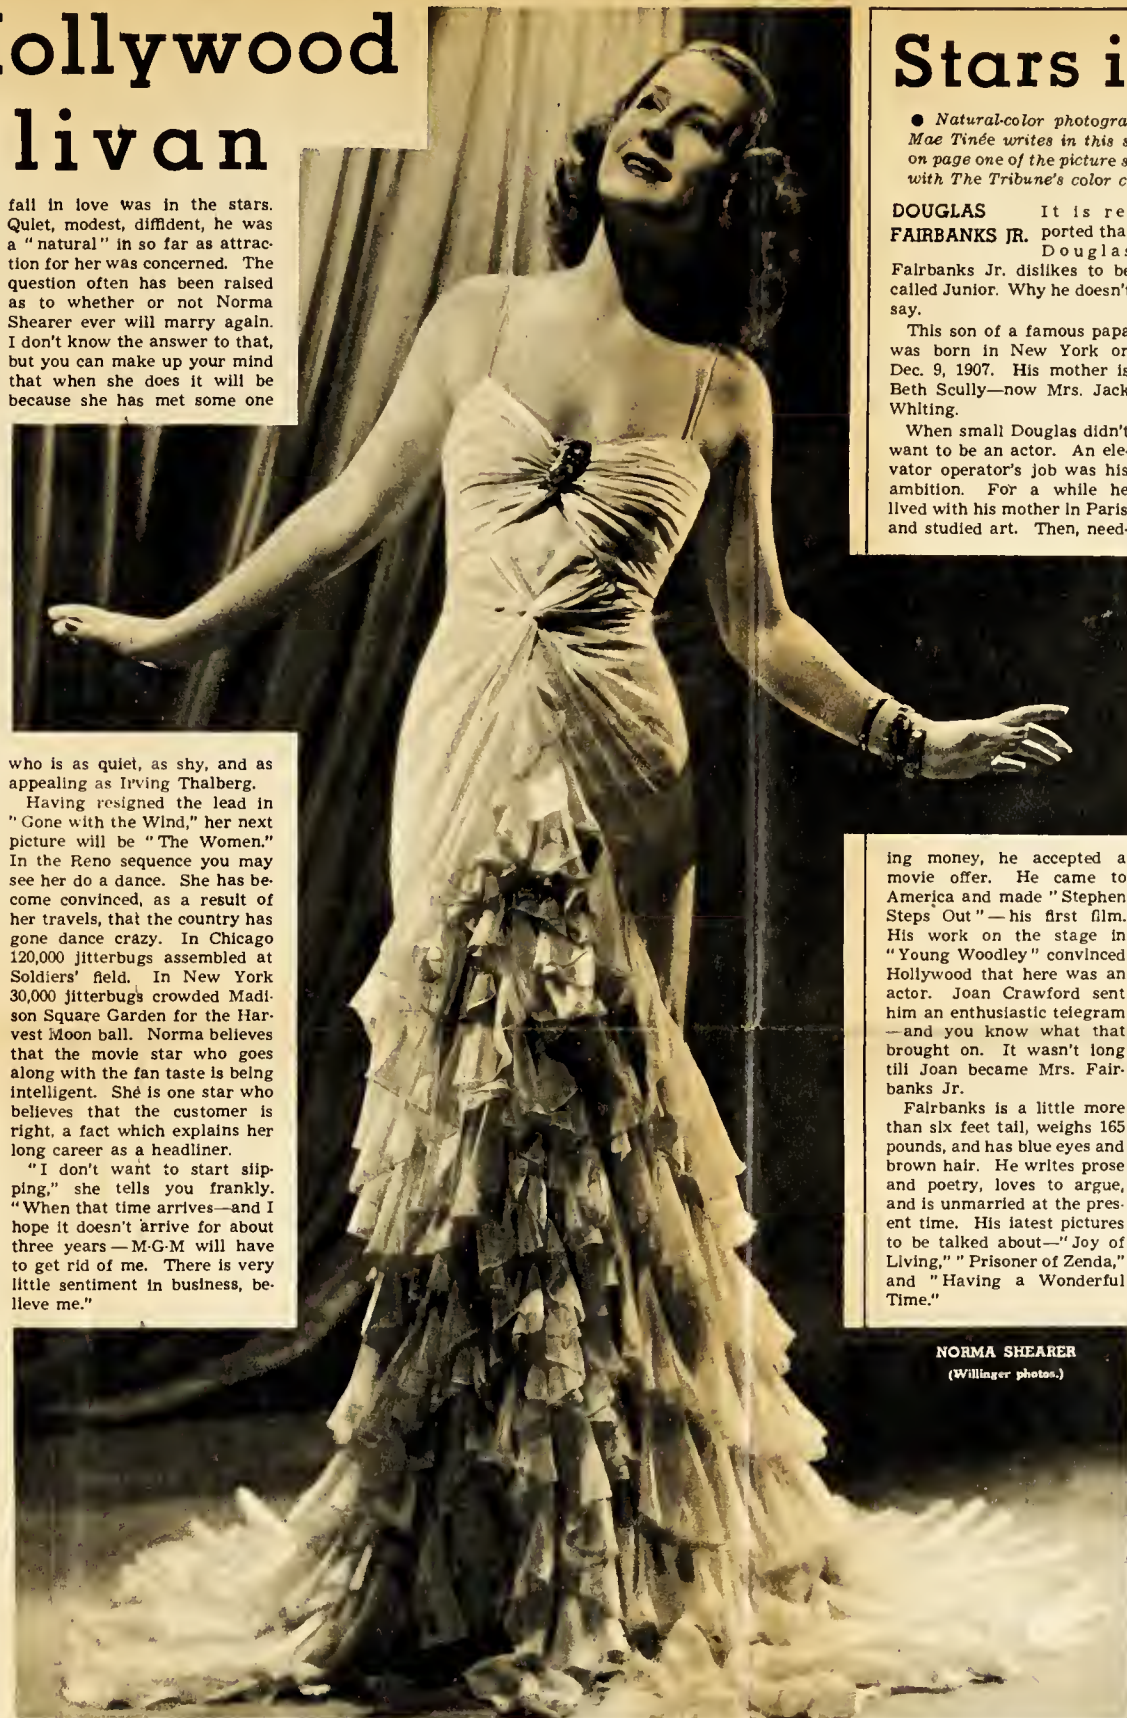 ollywood
livan
fall in love was in the stars.
Quiet, modest, diffident, he was
a "natural" in so far as attrac-
tion for her was concerned. The
question often has been raised
as to whether or not Norma
Shearer ever will marry again.
I don't know the answer to that,
but you can make up your mind
that when she does it will be
because she has met some one
who is as quiet, as shy, and as
appealing as Irving Thalberg.
Having resigned the lead in
"Gone with the Wind," her next
picture will be "The Women."
In the Reno sequence you may
see her do a dance. She has be-
come convinced, as a result of
her travels, that the country has
gone dance crazy. In Chicago
120,000 jitterbugs assembled at
Soldiers' field. In New York
30,000 jitterbugs crowded Madi-
son Square Garden for the Har-
vest Moon ball. Norma believes
that the movie star who goes
along with the fan taste is being
intelligent. She is one star who
believes that the customer is
right, a fact which explains her
long career as a headliner.
"I don't want to start slip-
ping," she tells you frankly.
"When that time arrives—and I
hope it doesn't arrive for about
three years — M-G-M will have
to get rid of me. There is very
little sentiment in business, be-
lieve me."
Stars i
● Natural-color photogra
Mae Tinée writes in this s
on page one of the picture s
with The Tribune's color c
DOUGLAS It is re
FAIRBANKS JR. ported tha
Douglas
Fairbanks Jr. dislikes to be
called Junior. Why he doesn't
say.
This son of a famous papa
was born in New York on
Dec. 9, 1907. His mother is
Beth Scully—now Mrs. Jack
Whiting.
When small Douglas didn't
want to be an actor. An ele-
vator operator's job was his
ambition. For a while he
lived with his mother in Paris
and studied art. Then, need-
ing money, he accepted a
movie offer. He came to
America and made "Stephen
Steps Out" — his first film.
His work on the stage in
"Young Woodley" convinced
Hollywood that here was an
actor. Joan Crawford sent
him an enthusiastic telegram
—and you know what that
brought on. It wasn't long
till Joan became Mrs. Fair-
banks Jr.
Fairbanks is a little more
than six feet tall, weighs 165
pounds, and has blue eyes and
brown hair. He writes prose
and poetry, loves to argue,
and is unmarried at the pres-
ent time. His latest pictures
to be talked about—"Joy of
Living," "Prisoner of Zenda,"
and "Having a Wonderful
Time."
NORMA SHEARER
(Willinger photos.)